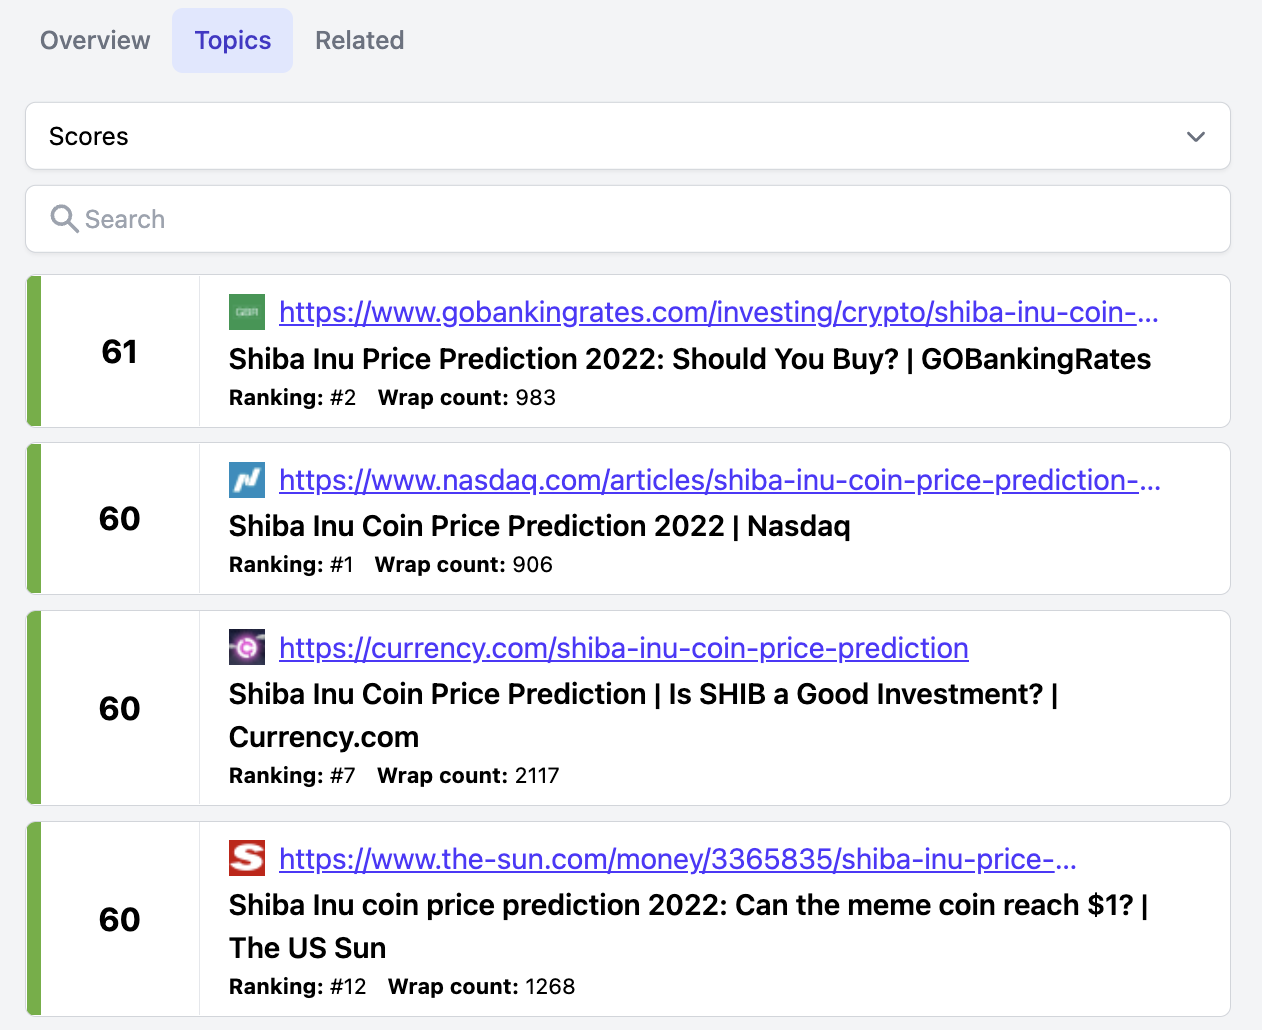 Overview Topics Related
Scores
Search
GBR https://www.gobankingrates.com/investing/crypto/shiba-inu-coin-...
61
Shiba Inu Price Prediction 2022: Should You Buy? | GOBankingRates
Ranking: #2 Wrap count: 983
https://www.nasdaq.com/articles/shiba-inu-coin-price-prediction-...
60
Shiba Inu Coin Price Prediction 2022 | Nasdaq
Ranking: #1 Wrap count: 906
https://currency.com/shiba-inu-coin-price-prediction
60
Shiba Inu Coin Price Prediction | Is SHIB a Good Investment? |
Currency.com
Ranking: #7 Wrap count: 2117
S https://www.the-sun.com/money/3365835/shiba-inu-price-...
60
Shiba Inu coin price prediction 2022: Can the meme coin reach $1? |
The US Sun
Ranking: #12 Wrap count: 1268